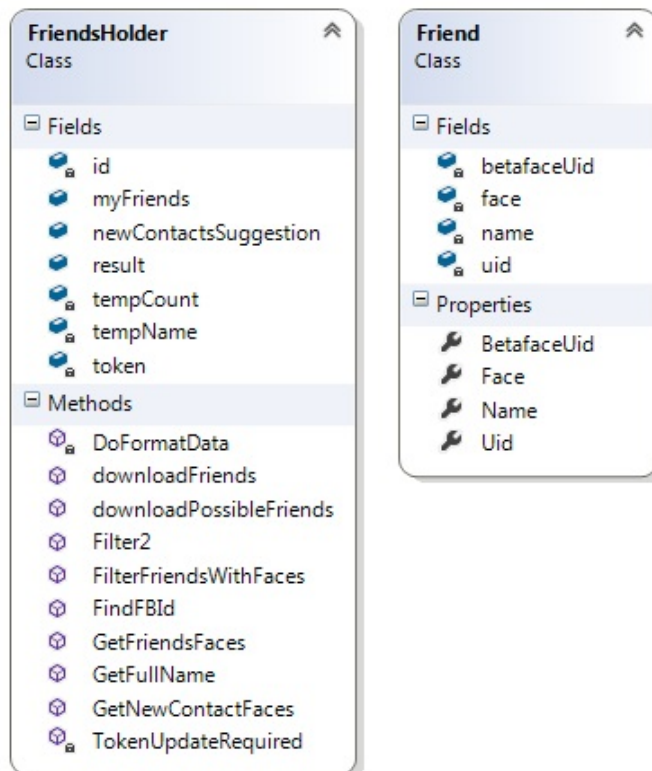 FriendsHolder
Class
Fields
id
myFriends
newContactsSuggestion
result
tempCount
tempName
token
Methods
DoFormatData
downloadFriends
downloadPossibleFriends
Filter2
FilterFriendsWithFaces
FindFBId
GetFriendsFaces
GetFullName
GetNewContactFaces
TokenUpdateRequired
Friend
Class
Fields
betafaceUid
face
name
uid
Properties
BetafaceUid
Face
Name
Uid